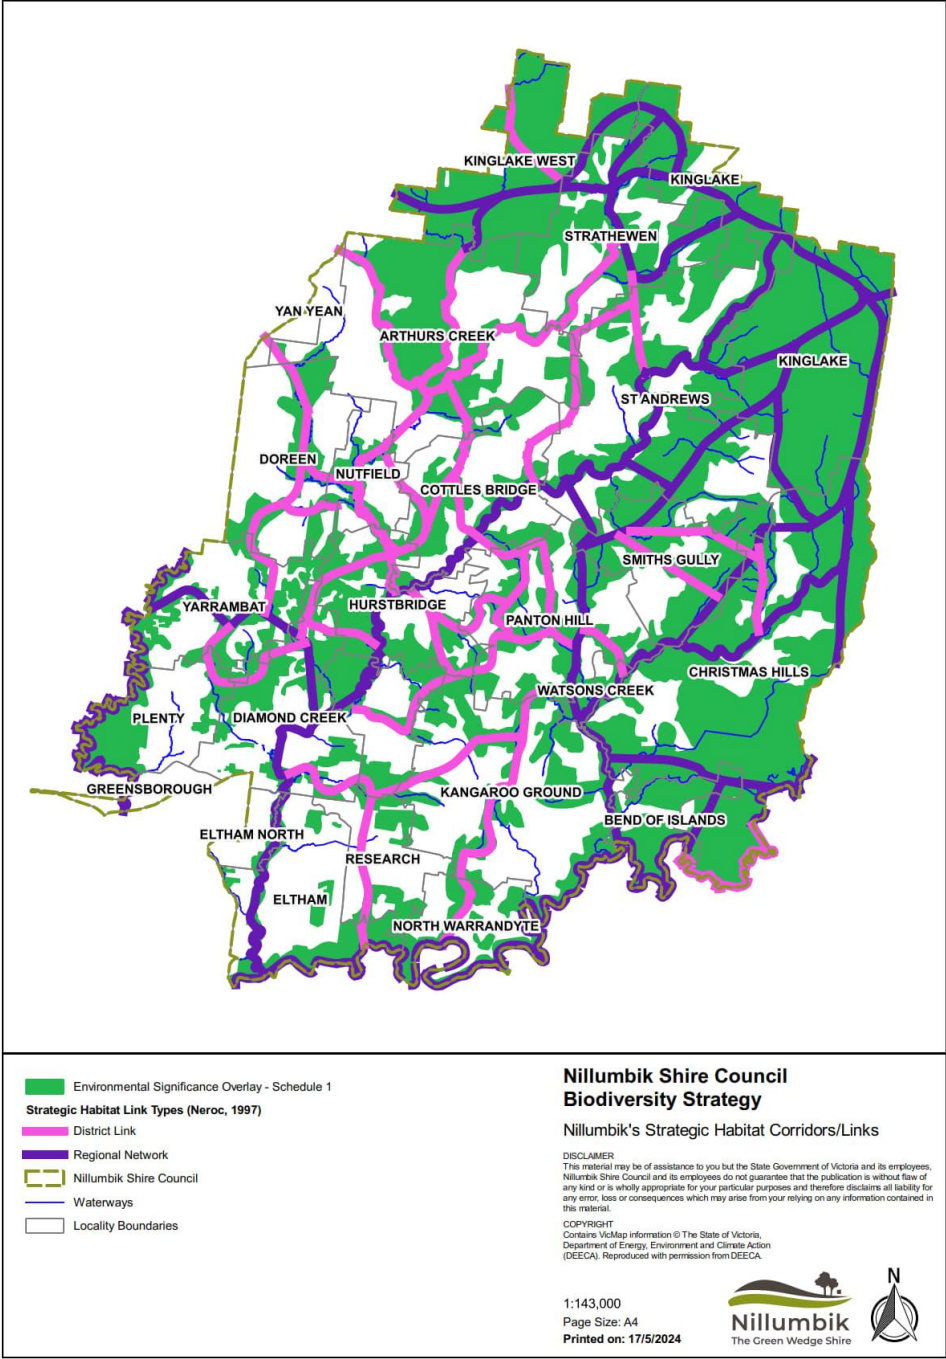 KINGLAKE WEST
KINGLAKE
STRATHEWEN
YAN YEAN
ARTHURS CREEK
KINGLAKE
ST ANDREWS
DOREEN
NUTFIELD
COTTLES BRIDGE
SMITHS GULLY
YARRAMBAT
HURSTBRIDGE
PANTON HILL
CHRISTMAS HILLS
WATSONS CREEK
PLENTY
DIAMOND CREEK
GREENSBOROUGH
KANGAROO GROUND
BEND OF ISLANDS
ELTHAM NORTH
RESEARCH
ELTHAM
NORTH WARRANDYTE
Environmental Significance Overlay - Schedule 1
Strategic Habitat Link Types (Neroc, 1997)
District Link
Regional Network
Nillumbik Shire Council
Waterways
Locality Boundaries
Nillumbik Shire Council
Biodiversity Strategy
Nillumbik's Strategic Habitat Corridors/Links
DISCLAIMER
This material may be of assistance to you but the State Government of Victoria and its employees,
Nillumbik Shire Council and its employees do not guarantee that the publication is without flaw of
any kind or is wholly appropriate for your particular purposes and therefore disclaims all liability for
any error, loss or consequences which may arise from your relying on any information contained in
this material.
COPYRIGHT
Contains VicMap information © The State of Victoria,
Department of Energy, Environment and Climate Action
(DEECA). Reproduced with permission from DEECA.
1:143,000
Page Size: A4
Printed on: 17/5/2024
Nillumbik
The Green Wedge Shire
N